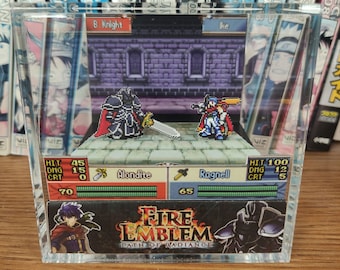 B Knight
Ike
HIT 45
DMG 15
CRT 0
Alondite
Ragnell
HIT 100
DMG 12
CRT 5
70
65
FIRE
EMBLEM
PATH OF RADIANCE